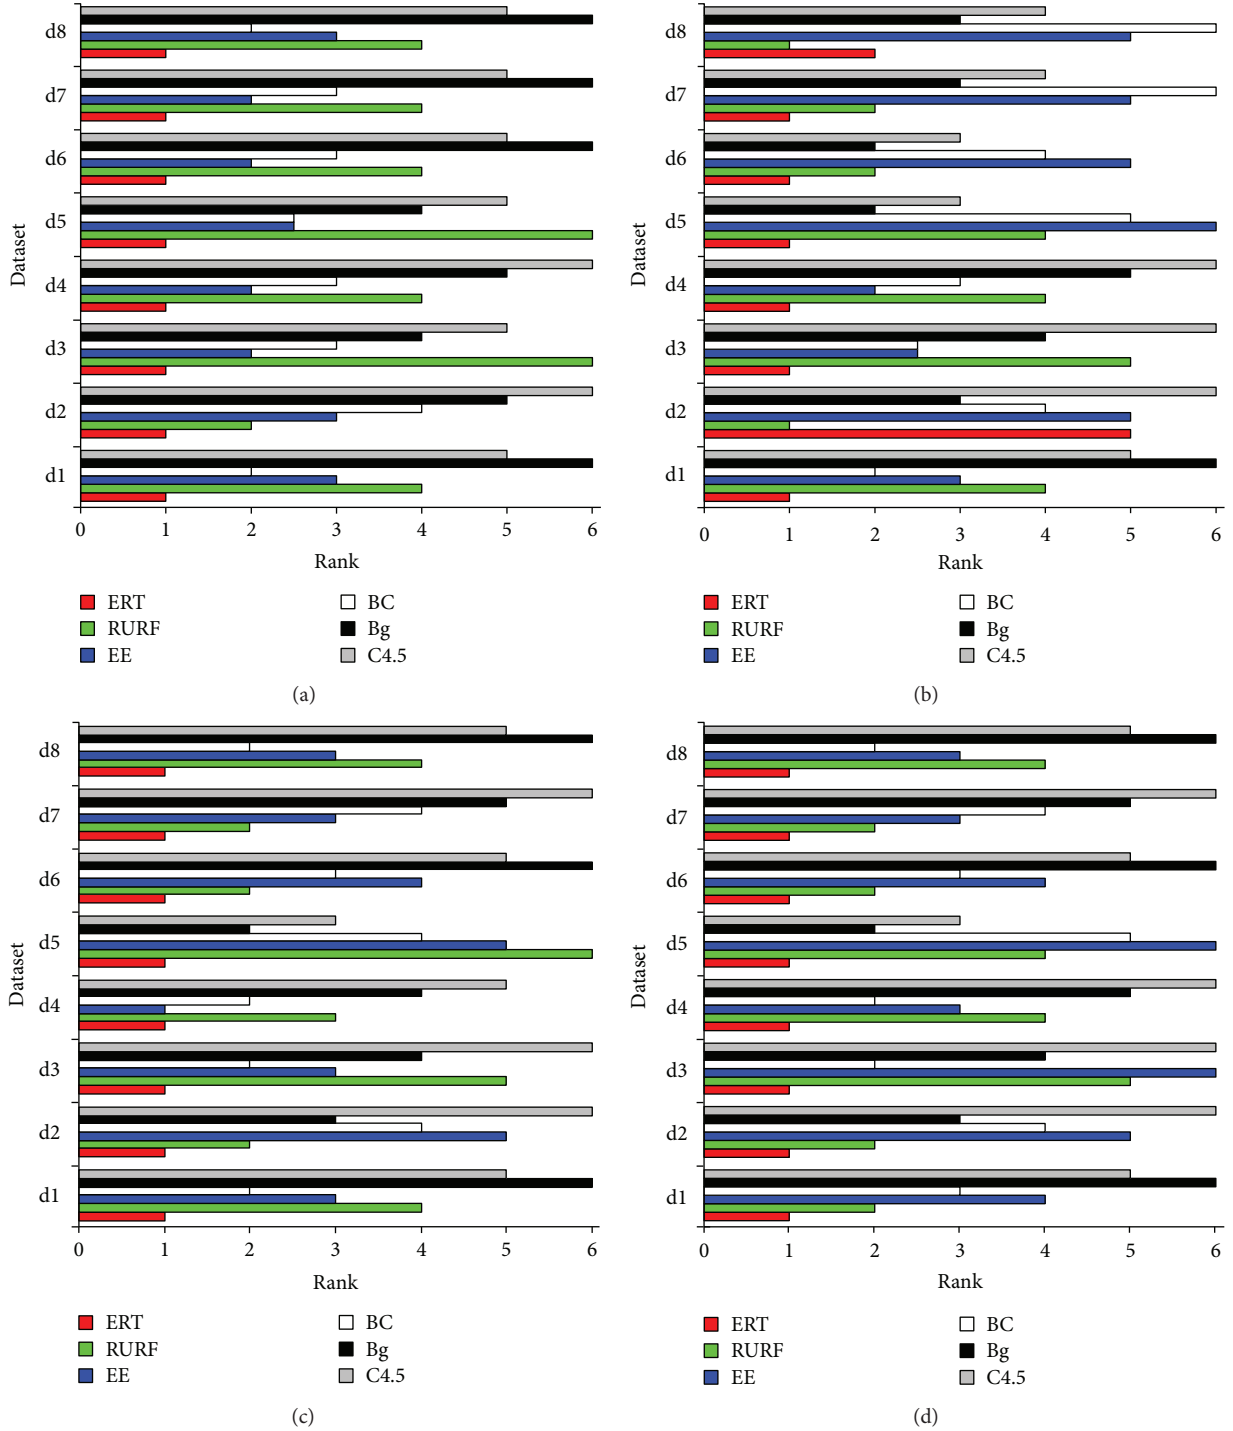 d8
d7
d6
d5
d4
d3
d2
d1
Dataset
0 1 2 3 4 5 6
Rank
ERT BC
RURF Bg
EE C4.5
(a)
d8
d7
d6
d5
d4
d3
d2
d1
Dataset
0 1 2 3 4 5 6
Rank
ERT BC
RURF Bg
EE C4.5
(b)
d8
d7
d6
d5
d4
d3
d2
d1
Dataset
0 1 2 3 4 5 6
Rank
ERT BC
RURF Bg
EE C4.5
(c)
d8
d7
d6
d5
d4
d3
d2
d1
Dataset
0 1 2 3 4 5 6
Rank
ERT BC
RURF Bg
EE C4.5
(d)